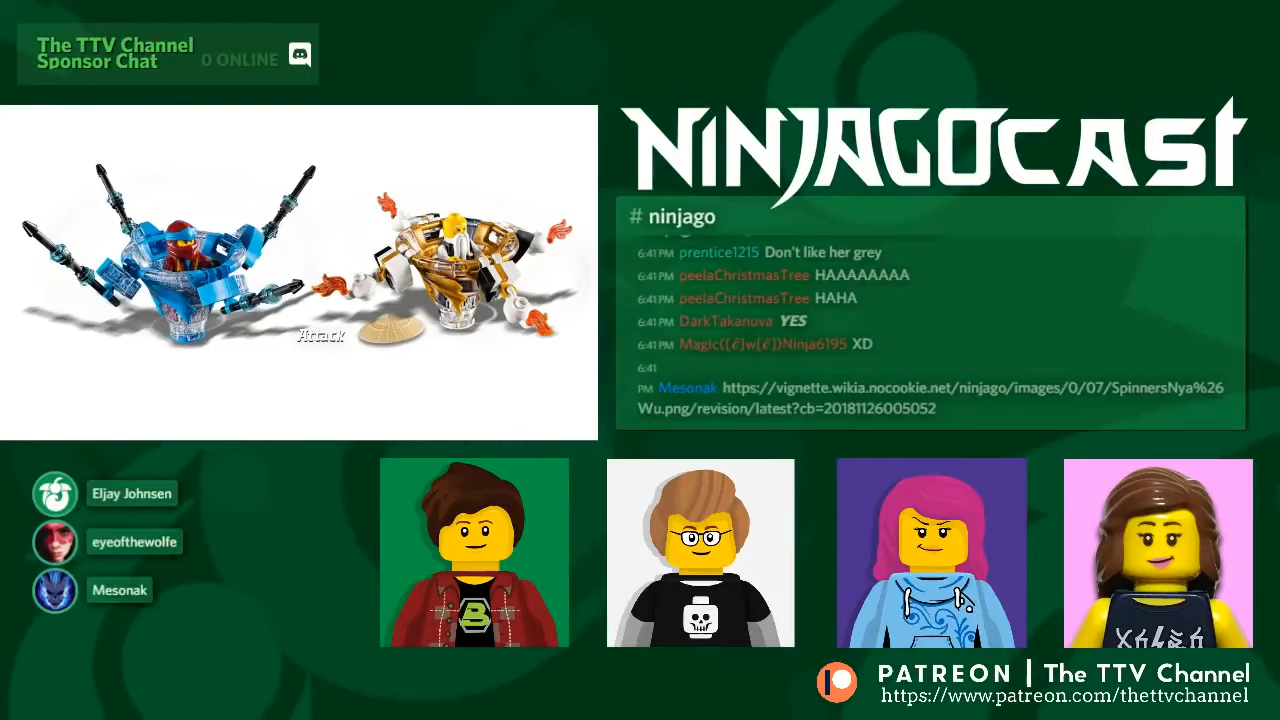 The TTV Channel
Sponsor Chat
0 ONLINE
NINJAGOCAST
# ninjago
6:41 PM prentice1215 Don't like her grey
6:41 PM peelaChristmasTree HAAAAAAAA
6:41 PM peelaChristmasTree HAHA
6:41 PM DarkTakanuva YES
6:41 PM XD
6:41
PM Mesonak https://vignette.wikia.nocookie.net/ninjago/images/0/07/SpinnersNya%26
Wu.png/revision/latest?cb=20181126005052
Attack
Eljay Johnsen
eyeofthewolfe
Mesonak
B
PATREON | The TTV Channel
https://www.patreon.com/thettvchannel